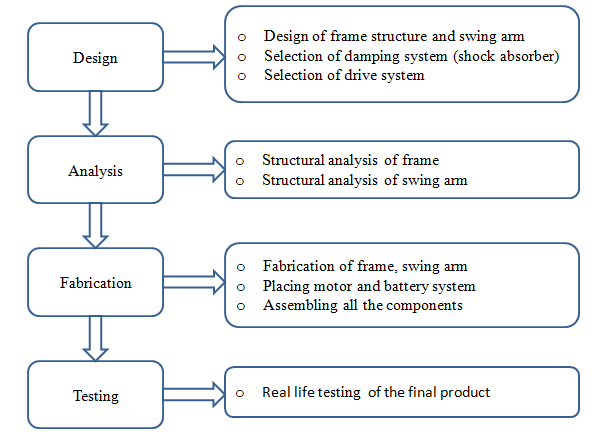 Design
o Design of frame structure and swing arm
o Selection of damping system (shock absorber)
o Selection of drive system
Analysis
o Structural analysis of frame
o Structural analysis of swing arm
Fabrication
o Fabrication of frame, swing arm
o Placing motor and battery system
o Assembling all the components
Testing
o Real life testing of the final product